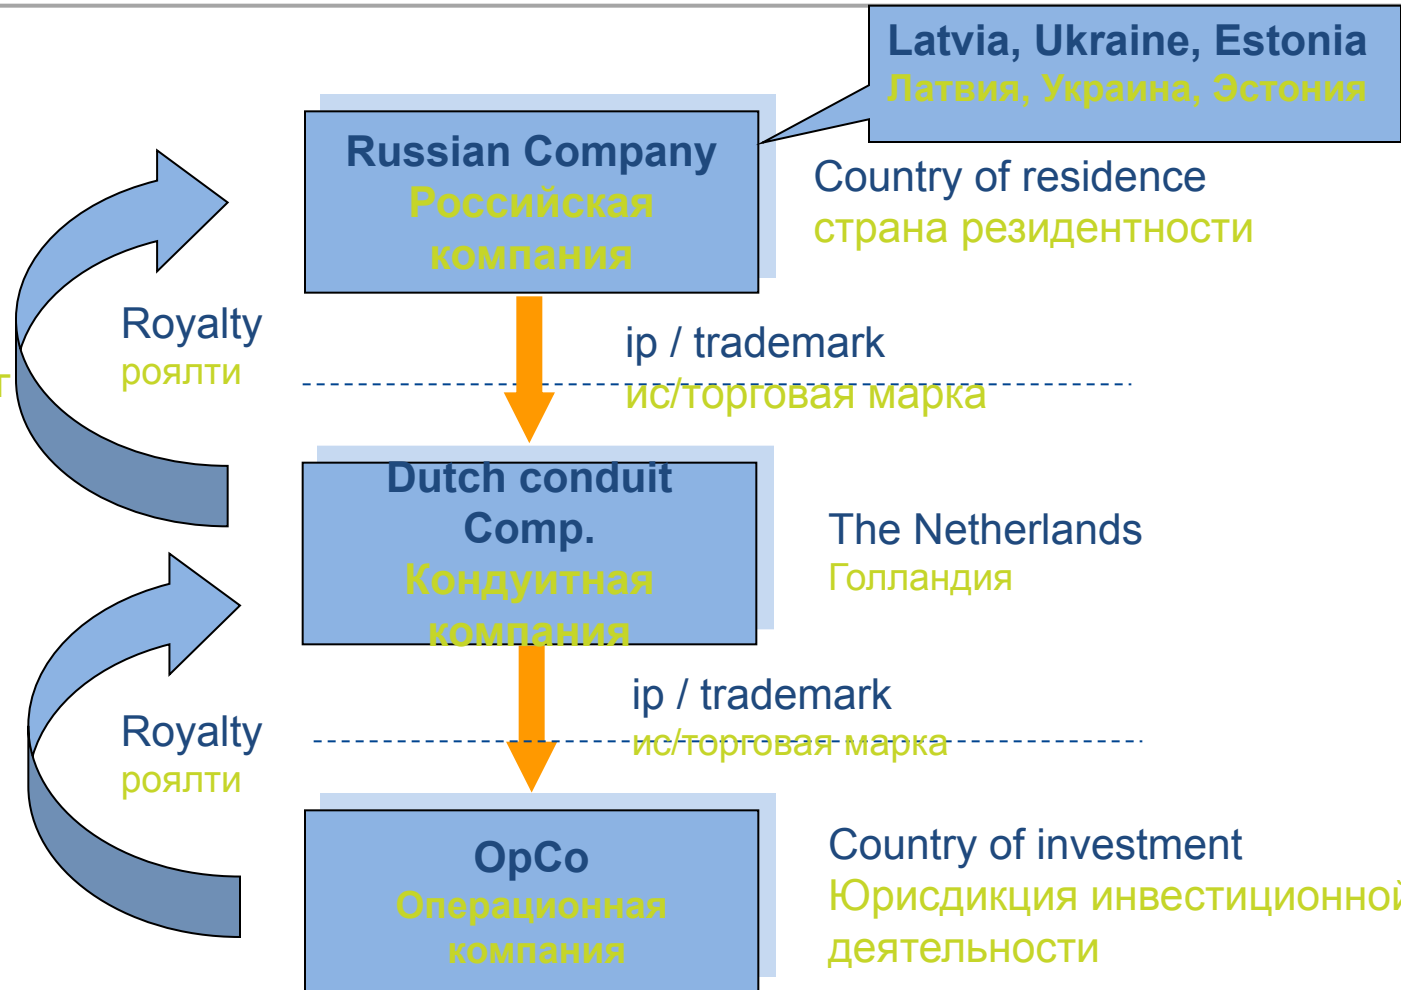 Latvia, Ukraine, Estonia
Латвия, Украина, Эстония
Russian Company
Российская
компания
Country of residence
страна резидентности
Royalty
роялти
ip / trademark
ис/торговая марка
т
Dutch conduit
Comp.
Кондуитная
компания
The Netherlands
Голландия
Royalty
роялти
ip / trademark
ис/торговая марка
OpCo
Операционная
компания
Country of investment
Юрисдикция инвестиционной
деятельности